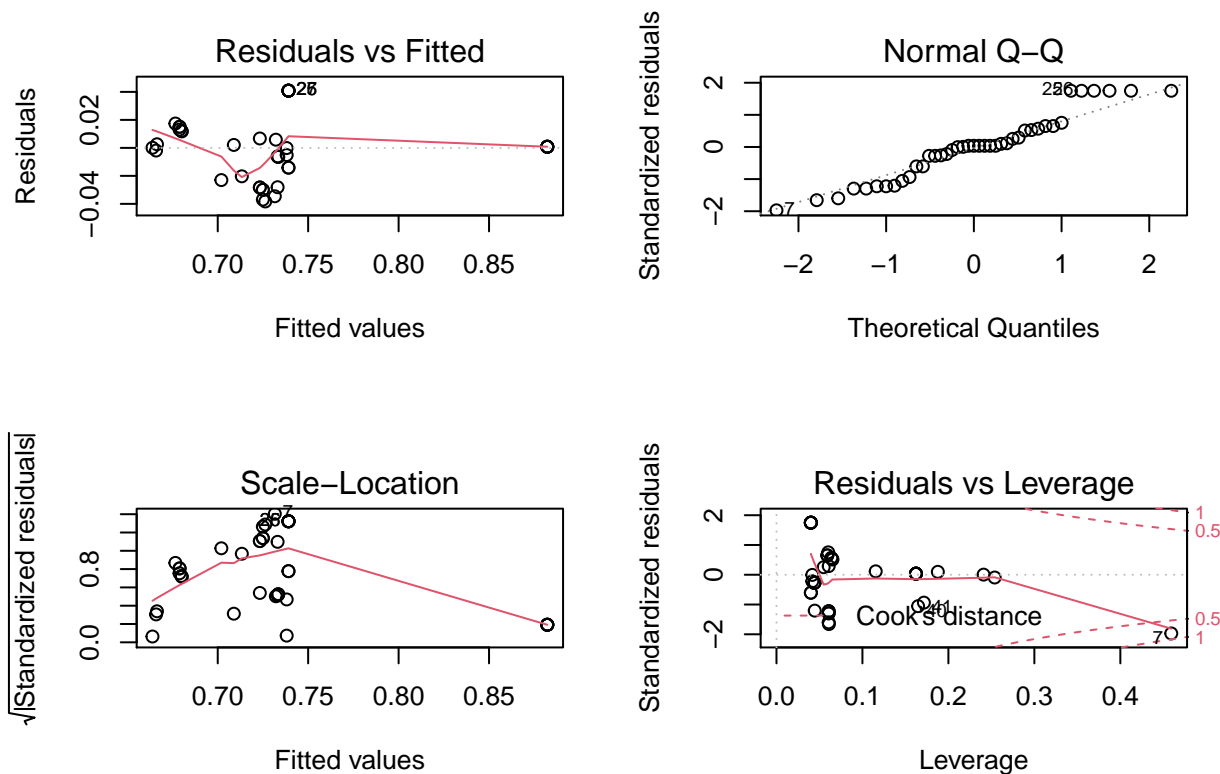 Residuals vs Fitted
Residuals
0.02
−0.04
0.70 0.75 0.80 0.85
Fitted values
Normal Q−Q
Standardized residuals
2
0
−2
7
−2 −1 0 1 2
Theoretical Quantiles
Scale−Location
√|Standardized residuals|
0.8
0.0
7
0.70 0.75 0.80 0.85
Fitted values
Residuals vs Leverage
Standardized residuals
2
0
−2
1
0.5
0.5
1
Cook's distance
7
0.0 0.1 0.2 0.3 0.4
Leverage